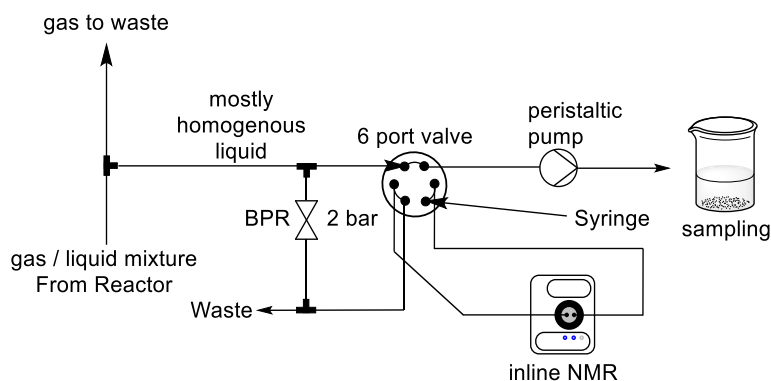 gas to waste
mostly
homogenous
liquid
6 port valve
peristaltic
pump
BPR
2 bar
Syringe
sampling
gas / liquid mixture
From Reactor
Waste
inline NMR